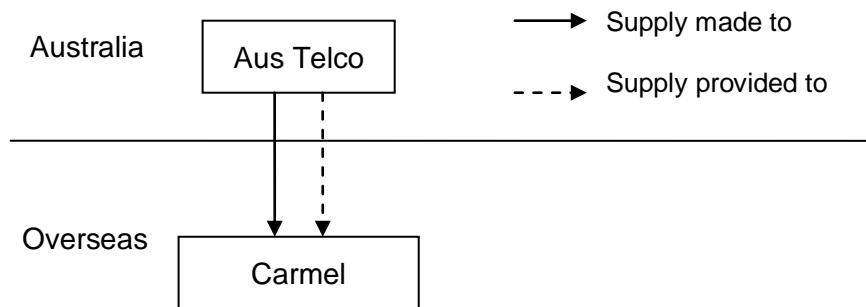 Australia
Aus Telco
Supply made to
Supply provided to
Overseas
Carmel